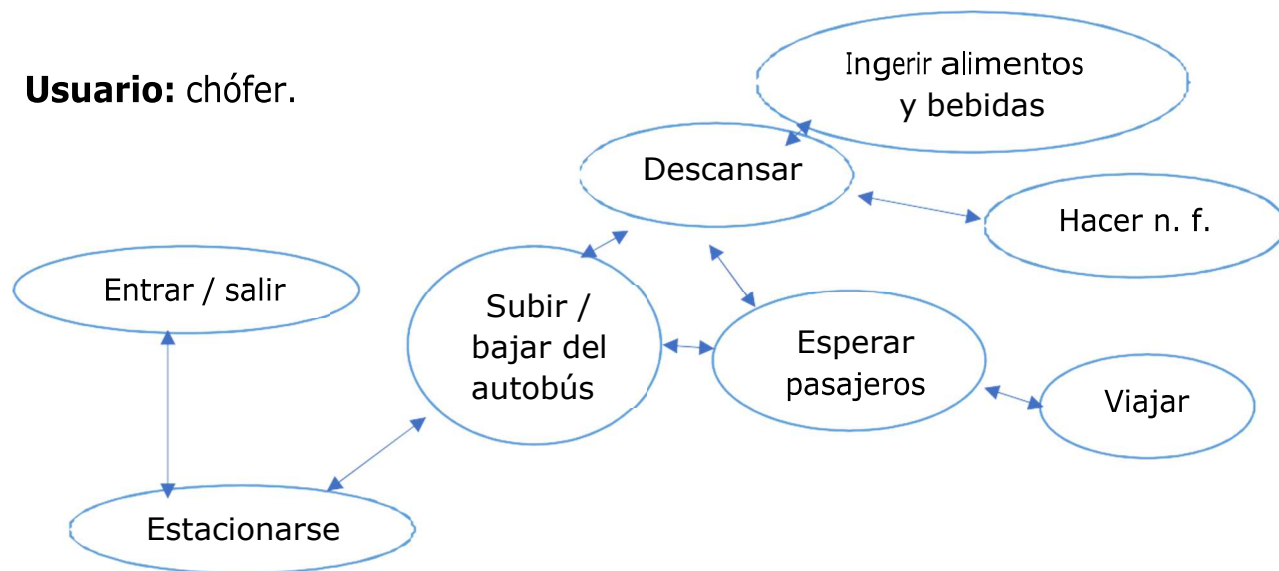 Usuario: chófer.
Ingerir alimentos
y bebidas
Descansar
Hacer n. f.
Entrar / salir
Subir /
bajar del
autobús
Esperar
pasajeros
Viajar
Estacionarse